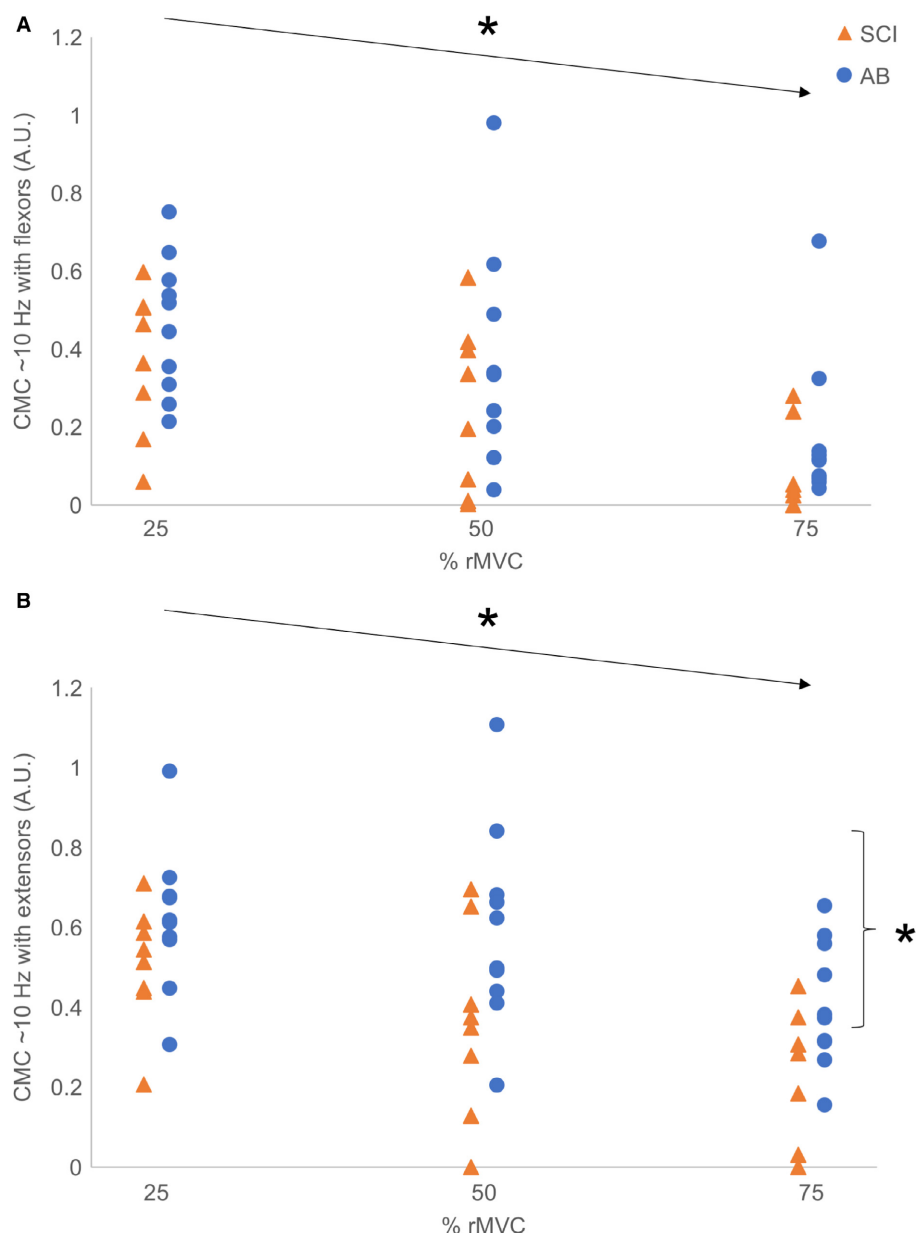 A
*
SCI
AB
1.2
1
0.8
0.6
0.4
0.2
0
CMC ~10 Hz with flexors (A.U.)
25 50 75
% rMVC
B
*
1.2
1
0.8
0.6
0.4
0.2
0
CMC ~10 Hz with extensors (A.U.)
*
25 50 75
% rMVC